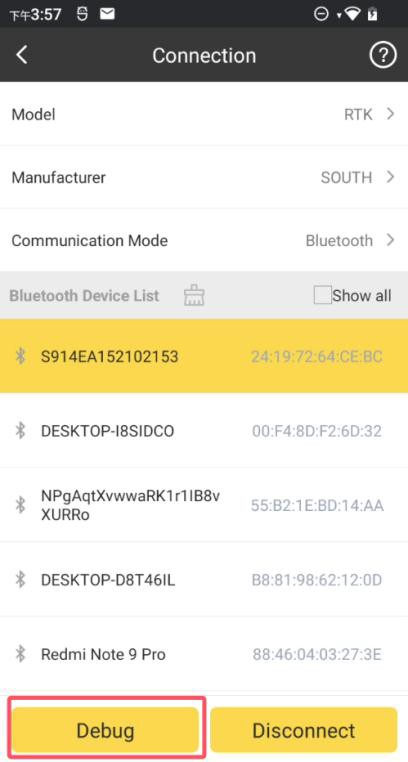 下午3:57
Connection
Model RTK
Manufacturer SOUTH
Communication Mode Bluetooth
Bluetooth Device List Show all
S914EA152102153 24:19:72:64:CE:BC
DESKTOP-I8SIDCO 00:F4:8D:F2:6D:32
NPgAqtXvwwaRK1r1IB8v
XURRo 55:B2:1E:BD:14:AA
DESKTOP-D8T46IL B8:81:98:62:12:0D
Redmi Note 9 Pro 88:46:04:03:27:3E
Debug Disconnect